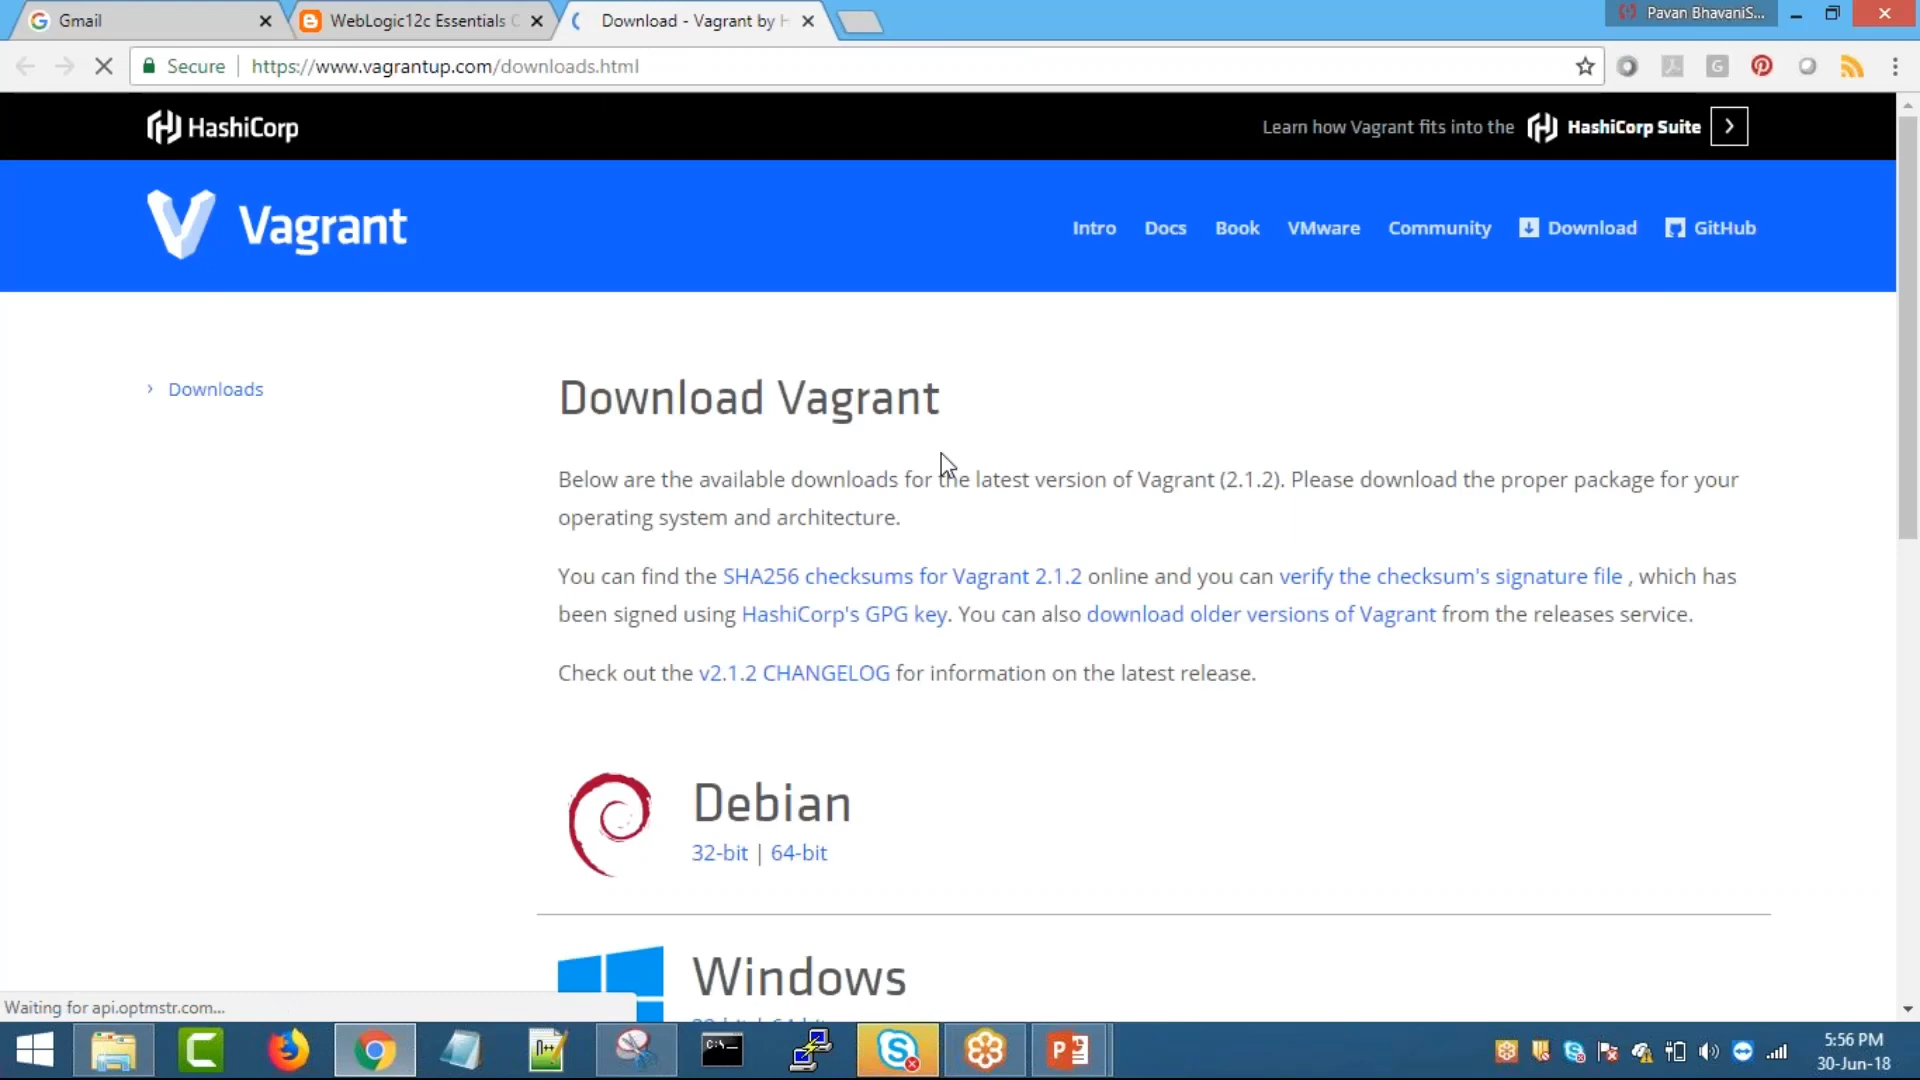 Gmail
WebLogic12c Essentials
Download - Vagrant by H
Pavan BhavaniS...
Secure
https://www.vagrantup.com/downloads.html
HashiCorp
Learn how Vagrant fits into the HashiCorp Suite
Vagrant
Intro
Docs
Book
VMware
Community
Download
GitHub
Downloads
Download Vagrant
Below are the available downloads for the latest version of Vagrant (2.1.2). Please download the proper package for your
operating system and architecture.
You can find the SHA256 checksums for Vagrant 2.1.2 online and you can verify the checksum's signature file , which has
been signed using HashiCorp's GPG key. You can also download older versions of Vagrant from the releases service.
Check out the v2.1.2 CHANGELOG for information on the latest release.
Debian
32-bit | 64-bit
Windows
Waiting for api.optmstr.com...
5:56 PM
30-Jun-18